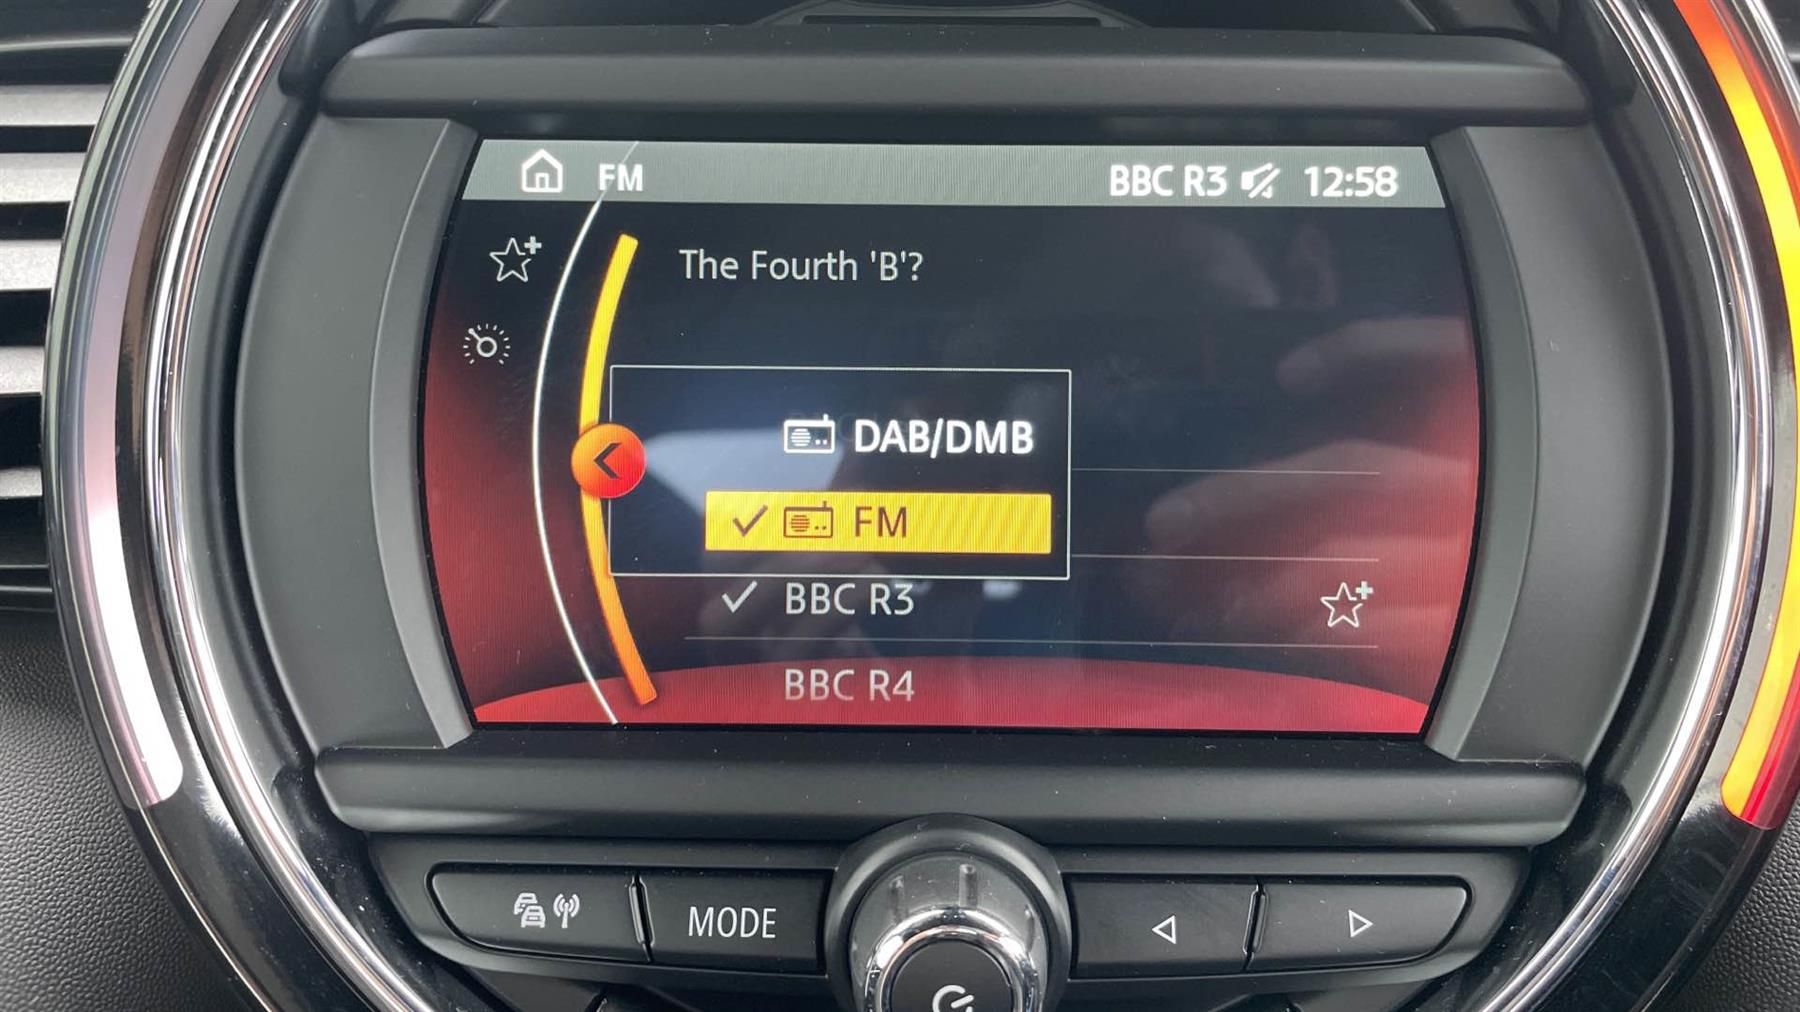 FM
BBC R3 12:58
The Fourth 'B'?
DAB/DMB
FM
BBC R3
BBC R4
MODE